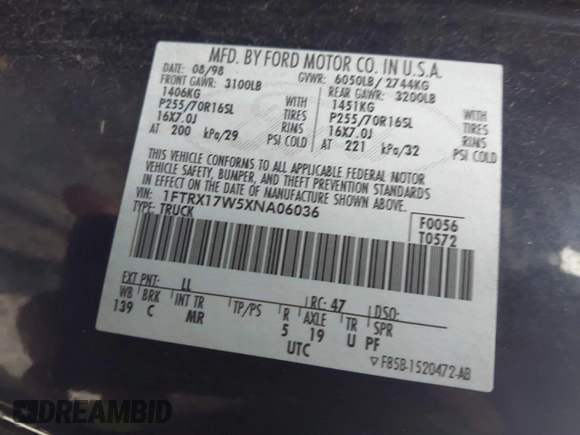 MFD. BY FORD MOTOR CO. IN U.S.A.
DATE: 08/98 GVWR: 6050LB/ 2744KG
FRONT GAWR: 3100LB REAR GAWR: 3200LB
1406KG WITH 1451KG WITH
P255/70R16SL TIRES P255/70R16SL TIRES
16X7.0J RIMS 16X7.0J RIMS
AT 200 kPa/29 PSI COLD AT 221 kPa/32 PSI COLD
THIS VEHICLE CONFORMS TO ALL APPLICABLE FEDERAL MOTOR
VEHICLE SAFETY, BUMPER, AND THEFT PREVENTION STANDARDS
IN EFFECT ON THE DATE OF MANUFACTURE SHOWN ABOVE.
VIN: 1FTRX17W5XNA06036 F0056
TYPE: TRUCK T0572
EXT PNT: LL RC: 47 DSO:
WB BRK INT TR TP/PS R AXLE TR SPR
139 C MR 5 19 U PF
UTC
F85B-1520472-AB
DREAMBID